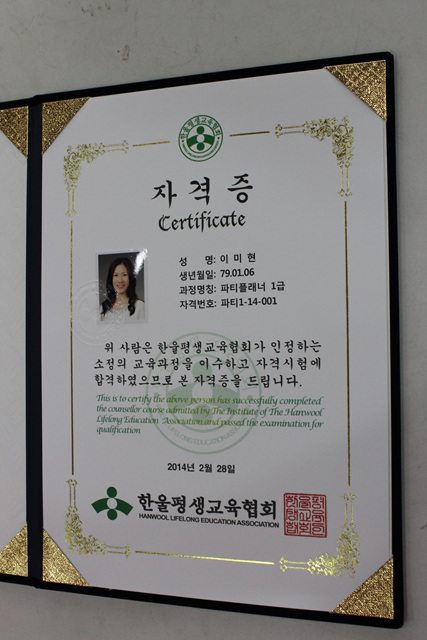 한울평생교육협회
자격증
Certificate
성 명: 이미현
생년월일: 79.01.06
과정명칭: 파티플래너 1급
자격번호: 파티1-14-001
위 사람은 한울평생교육협회가 인정하는
소정의 교육과정을 이수하고 자격시험에
합격하였으므로 본 자격증을 드립니다.
This is to certify the above person has successfully completed
the counsellor course admitted by The Institute of The Hanwool
Lifelong Education Association and passed the examination for
qualification
2014년 2월 28일
한울평생교육협회
HANWOOL LIFELONG EDUCATION ASSOCIATION